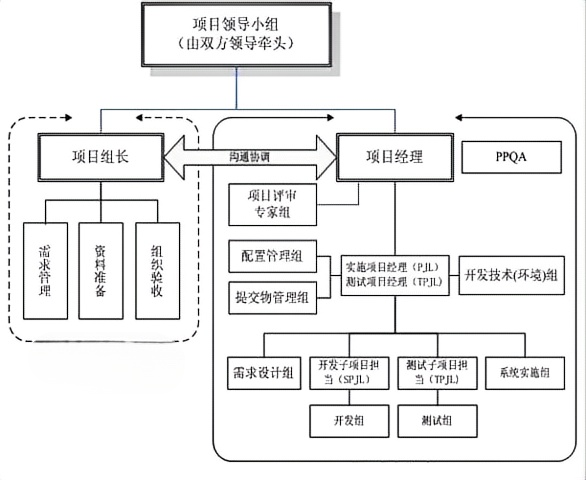 项目领导小组
（由双方领导牵头）
项目组长
沟通协调
项目经理
PPQA
项目评审
专家组
需求管理
资料准备
组织验收
配置管理组
提交物管理组
实施项目经理（PJL）
测试项目经理（TPJL）
开发技术(环境)组
需求设计组
开发子项目担
当（SPJL）
测试子项目担
当（TPJL）
系统实施组
开发组
测试组